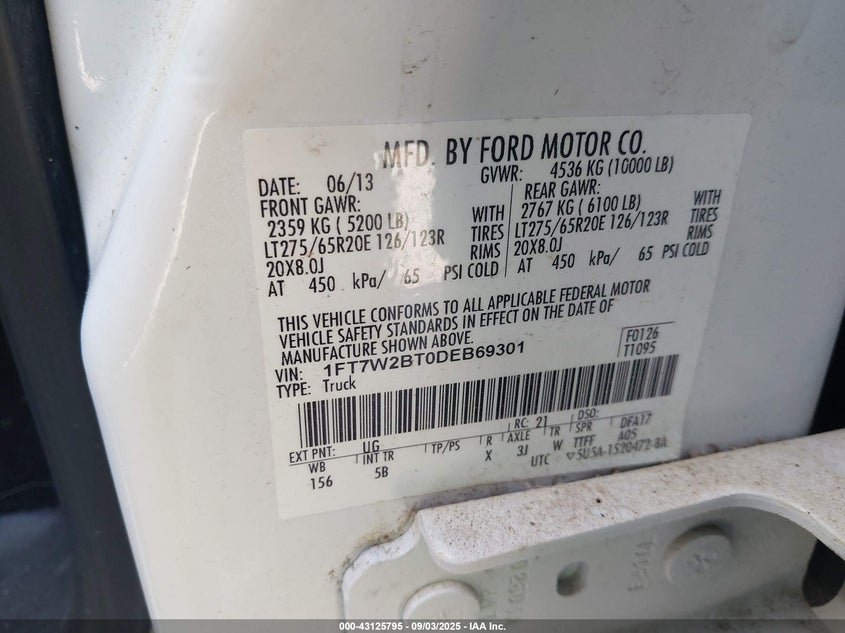 MFD. BY FORD MOTOR CO.
DATE: 06/13 GVWR: 4536 KG (10000 LB)
FRONT GAWR: REAR GAWR:
2359 KG ( 5200 LB) WITH 2767 KG ( 6100 LB) WITH
LT275/65R20E 126/123R TIRES LT275/65R20E 126/123R TIRES
20X8.0J RIMS 20X8.0J RIMS
AT 450 kPa/ 65 PSI COLD AT 450 kPa/ 65 PSI COLD
THIS VEHICLE CONFORMS TO ALL APPLICABLE FEDERAL MOTOR
VEHICLE SAFETY STANDARDS IN EFFECT ON THE DATE OF
MANUFACTURE SHOWN ABOVE.
VIN: 1FT7W2BT0DEB69301 F0126
TYPE: Truck T1095
RC: 21 DSO:
EXT PNT: UG
WB INT TR TP/PS R AXLE TR SPR DFA17
156 5B X 3J W TTFF A05
UTC ▽5U5A-1520472-BA
000-43125795 - 09/03/2025 - IAA Inc.